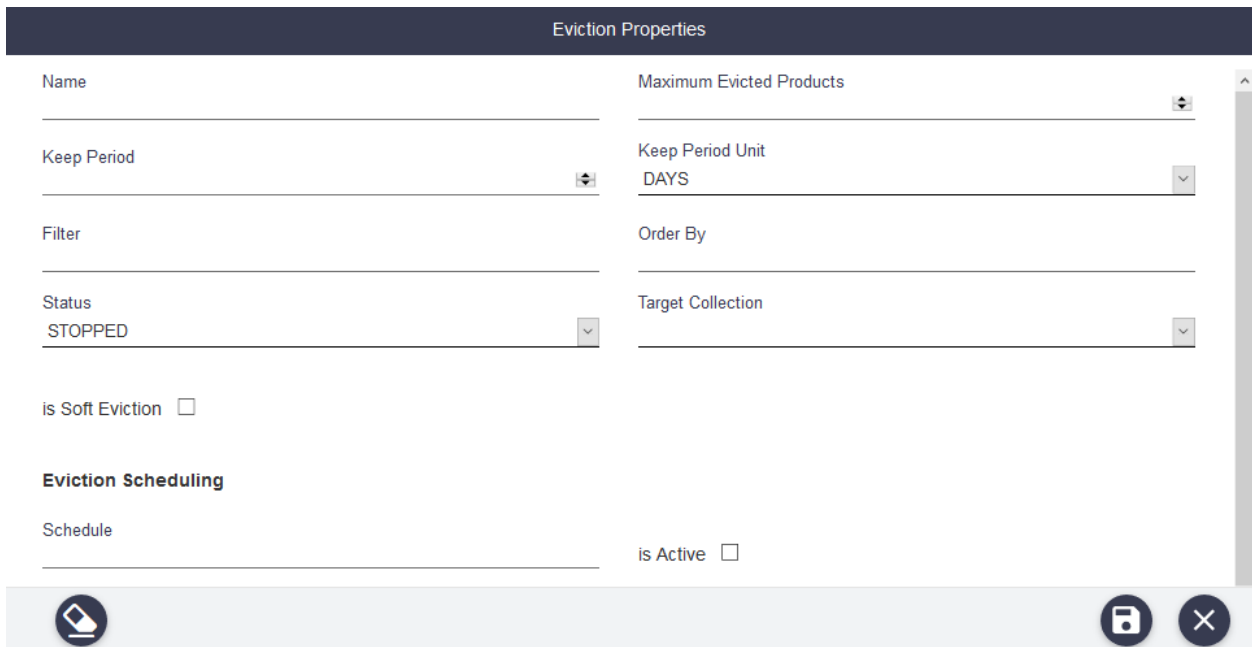 Eviction Properties
Name
Maximum Evicted Products
Keep Period
Keep Period Unit
DAYS
Filter
Order By
Status
STOPPED
Target Collection
is Soft Eviction
Eviction Scheduling
Schedule
is Active